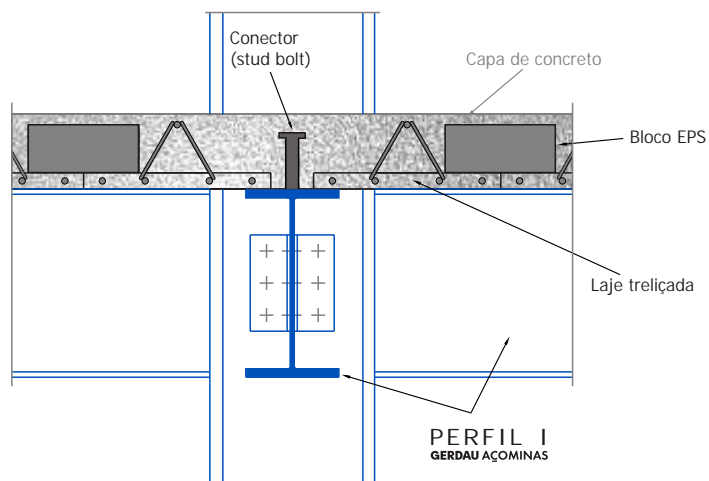 Conector
(stud bolt)
Capa de concreto
Bloco EPS
Laje treliçada
PERFIL I
GERDAU AÇOMINAS